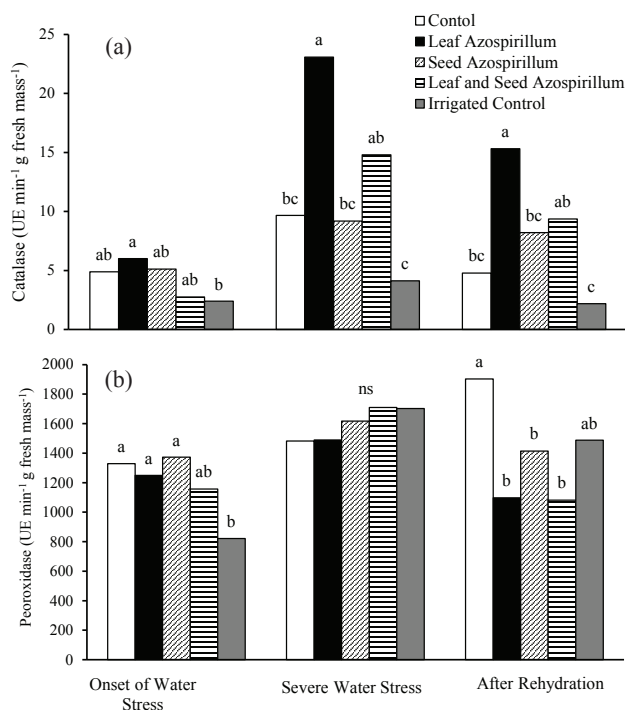 (a)
Contol
Leaf Azospirillum
Seed Azospirillum
Leaf and Seed Azospirillum
Irrigated Control
Catalase (UE min-1 g fresh mass-1)
25
20
15
10
5
0
ab a ab ab b
bc a bc ab c
bc a bc ab c
(b)
Peoroxidase (UE min-1 g fresh mass-1)
2000
1800
1600
1400
1200
1000
800
600
400
200
0
a a a ab b
ns
a b b b ab
Onset of Water
Stress
Severe Water Stress
After Rehydration